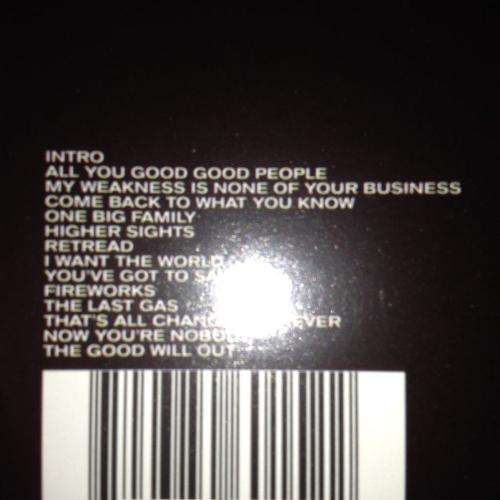 INTRO
ALL YOU GOOD GOOD PEOPLE
MY WEAKNESS IS NONE OF YOUR BUSINESS
COME BACK TO WHAT YOU KNOW
ONE BIG FAMILY
HIGHER SIGHTS
RETREAD
I WANT THE WORLD
YOU'VE GOT TO
FIREWORKS
THE LAST GAS
THAT'S ALL
NOW YOU'RE
THE GOOD WILL OUT